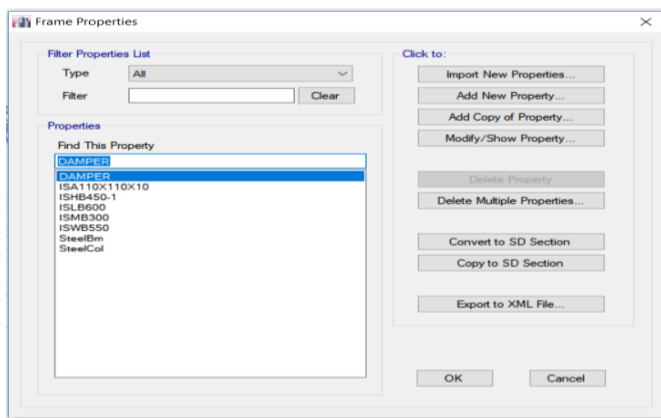 Frame Properties
Filter Properties List
Type All
Filter Clear
Properties
Find This Property
DAMPER
DAMPER
ISA110X110X10
ISHB450-1
ISLB600
ISMB300
ISWB550
SteelBm
SteelCol
Click to:
Import New Properties...
Add New Property...
Add Copy of Property...
Modify/Show Property...
Delete Property
Delete Multiple Properties...
Convert to SD Section
Copy to SD Section
Export to XML File...
OK Cancel